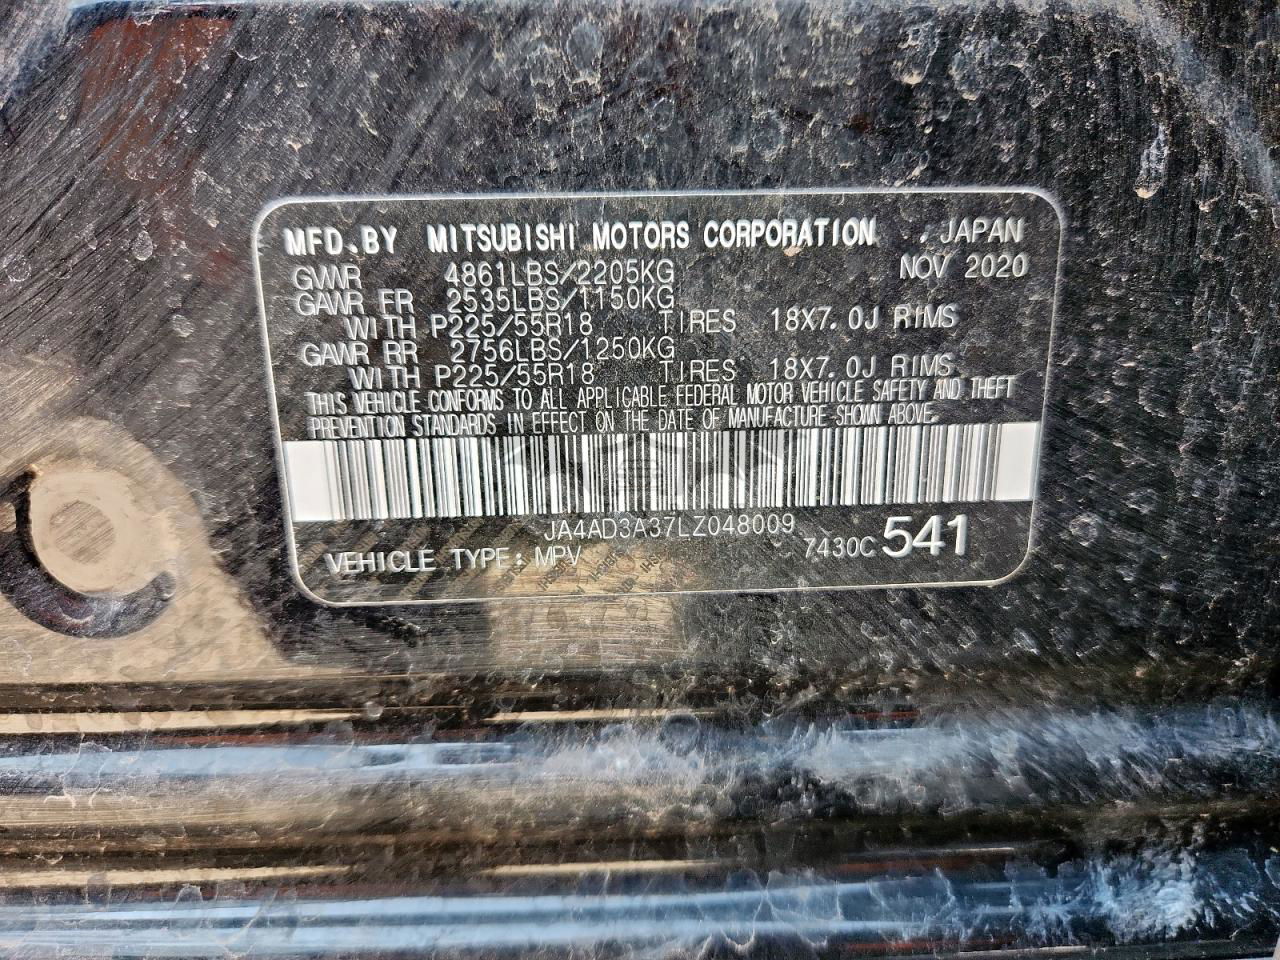 MFD. BY MITSUBISHI MOTORS CORPORATION , JAPAN
GVWR 4861LBS/2205KG NOV 2020
GAWR FR 2535LBS/1150KG
WITH P225/55R18 TIRES 18X7.0J RIMS
GAWR RR 2756LBS/1250KG
WITH P225/55R18 TIRES 18X7.0J RIMS
THIS VEHICLE CONFORMS TO ALL APPLICABLE FEDERAL MOTOR VEHICLE SAFETY AND THEFT
PREVENTION STANDARDS IN EFFECT ON THE DATE OF MANUFACTURE SHOWN ABOVE.
JA4AD3A37LZ048009
VEHICLE TYPE: MPV 7430C 541